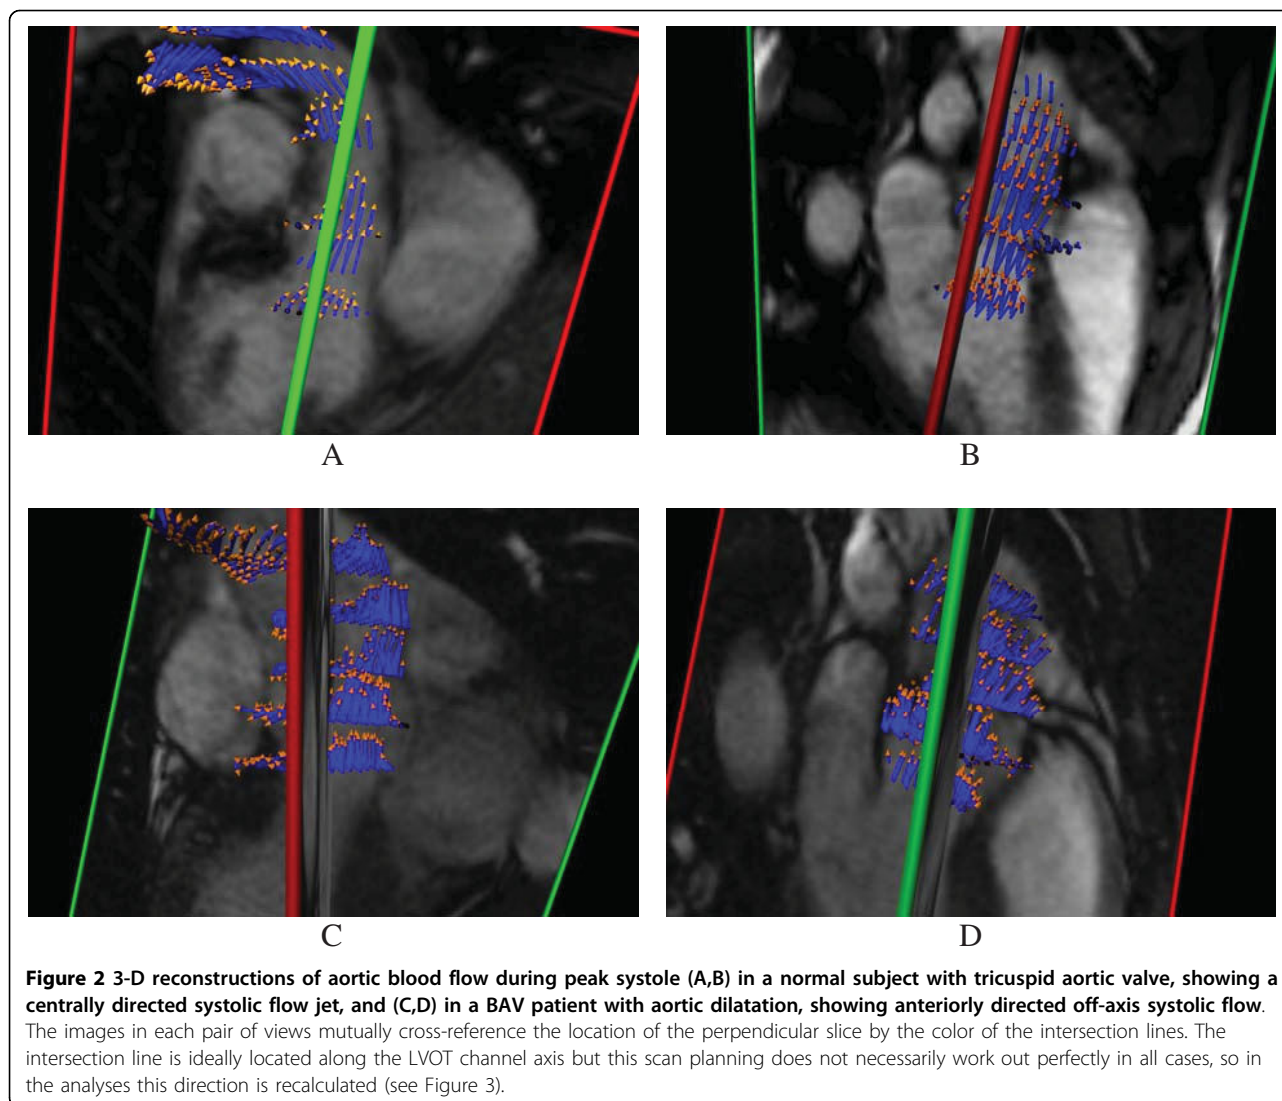 A
B
C
D
Figure 2 3-D reconstructions of aortic blood flow during peak systole (A,B) in a normal subject with tricuspid aortic valve, showing a
centrally directed systolic flow jet, and (C,D) in a BAV patient with aortic dilatation, showing anteriorly directed off-axis systolic flow.
The images in each pair of views mutually cross-reference the location of the perpendicular slice by the color of the intersection lines. The
intersection line is ideally located along the LVOT channel axis but this scan planning does not necessarily work out perfectly in all cases, so in
the analyses this direction is recalculated (see Figure 3).